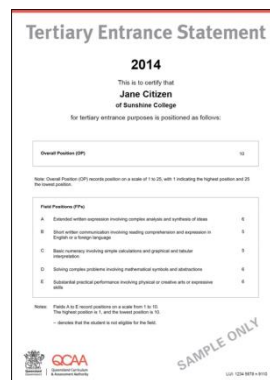 Tertiary Entrance Statement
2014
This is to certify that
Jane Citizen
of Sunshine College
for tertiary entrance purposes is positioned as follows:
Overall Position (OP)
Note: Overall Position (OP) records position on a scale of 1 to 25, with 1 indicating the highest position and 25
the lowest position.
Field Positions (FPs)
A Extended written expression involving complex analysis and synthesis of ideas 6
B Short written communication involving reading comprehension and expression in
English or a foreign language
C Basic numeracy involving simple calculations and graphical and tabular
interpretation.
D Solving complex problems involving mathematical symbols and abstractions 6
E Substantial practical performance involving physical or creative arts or expressive
skills
Notes: Fields A to E record positions on a scale from 1 to 10.
The highest position is 1, and the lowest position is 10.
– denotes that the student is not eligible for the field.
SAMPLE ONLY
QCAA
Queensland Curriculum
& Assessment Authority